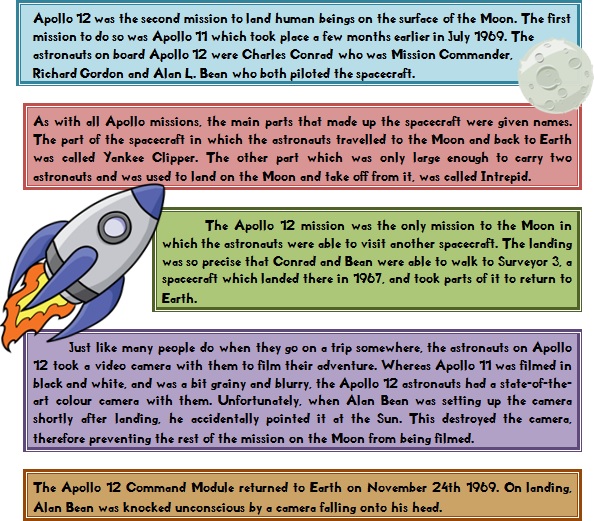 Apollo 12 was the second mission to land human beings on the surface of the Moon. The first
mission to do so was Apollo 11 which took place a few months earlier in July 1969. The
astronauts on board Apollo 12 were Charles Conrad who was Mission Commander,
Richard Gordon and Alan L. Bean who both piloted the spacecraft.
As with all Apollo missions, the main parts that made up the spacecraft were given names.
The part of the spacecraft in which the astronauts travelled to the Moon and back to Earth
was called Yankee Clipper. The other part which was only large enough to carry two
astronauts and was used to land on the Moon and take off from it, was called Intrepid.
The Apollo 12 mission was the only mission to the Moon in
which the astronauts were able to visit another spacecraft. The landing
was so precise that Conrad and Bean were able to walk to Surveyor 3, a
spacecraft which landed there in 1967, and took parts of it to return to
Earth.
Just like many people do when they go on a trip somewhere, the astronauts on Apollo
12 took a video camera with them to film their adventure. Whereas Apollo 11 was filmed in
black and white, and was a bit grainy and blurry, the Apollo 12 astronauts had a state-of-the-
art colour camera with them. Unfortunately, when Alan Bean was setting up the camera
shortly after landing, he accidentally pointed it at the Sun. This destroyed the camera,
therefore preventing the rest of the mission on the Moon from being filmed.
The Apollo 12 Command Module returned to Earth on November 24th 1969. On landing,
Alan Bean was knocked unconscious by a camera falling onto his head.